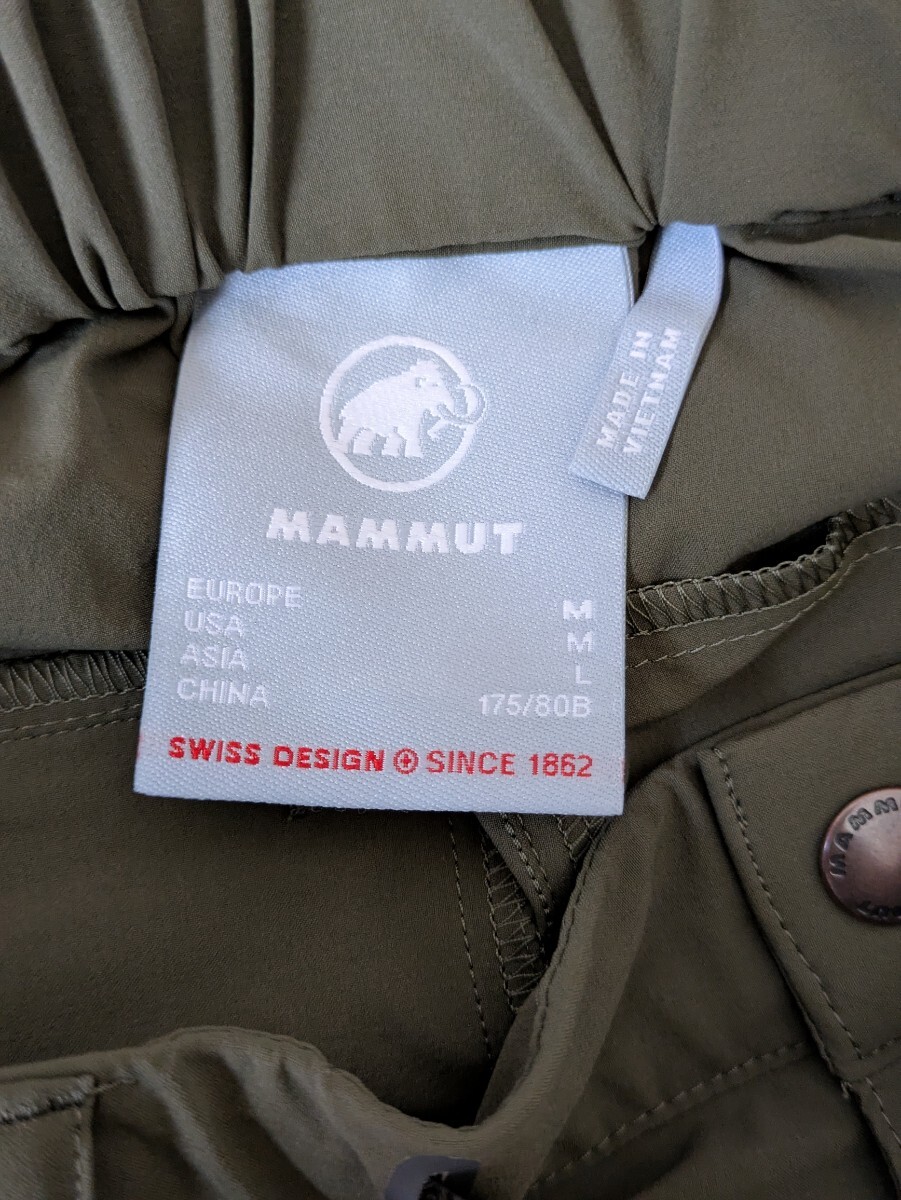 MAMMUT
EUROPE M
USA M
ASIA L
CHINA 175/80B
SWISS DESIGN SINCE 1862
MADE IN
VIETNAM